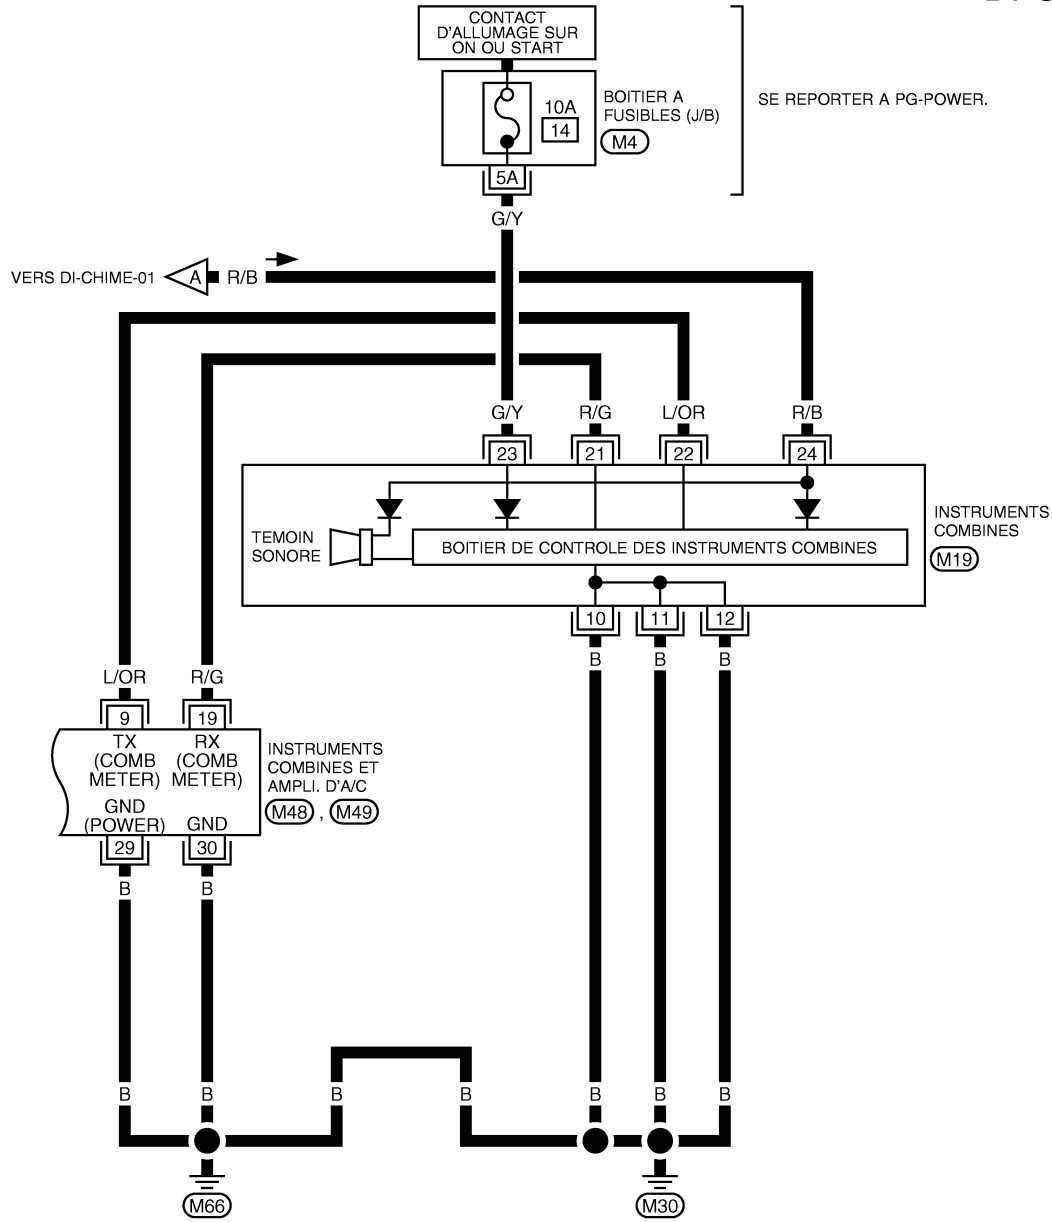 CONTACT
D'ALLUMAGE SUR
ON OU START
10A
14
BOITIER A
FUSIBLES (J/B)
M4
SE REPORTER A PG-POWER.
5A
G/Y
VERS DI-CHIME-01
A
R/B
G/Y
R/G
L/OR
R/B
23
21
22
24
TEMOIN
SONORE
BOITIER DE CONTROLE DES INSTRUMENTS COMBINES
INSTRUMENTS
COMBINES
M19
10
11
12
B
B
B
L/OR
R/G
9
19
TX
(COMB
METER)
RX
(COMB
METER)
GND
(POWER)
GND
INSTRUMENTS
COMBINES ET
AMPLI. D'A/C
M48 , M49
29
30
B
B
B
B
B
B
B
B
B
M66
M30